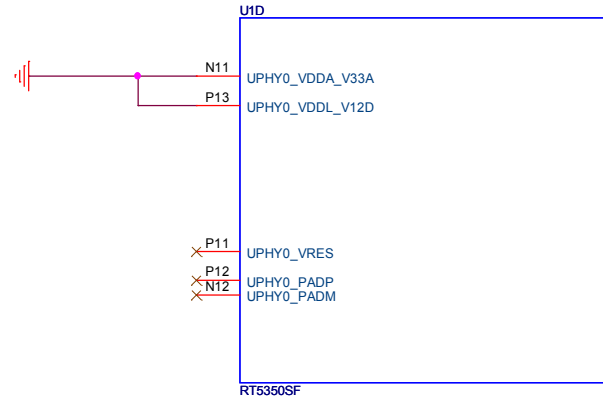 U1D
N11 UPHY0_VDDA_V33A
P13 UPHY0_VDDL_V12D
P11 UPHY0_VRES
P12 UPHY0_PADP
N12 UPHY0_PADM
RT5350SF